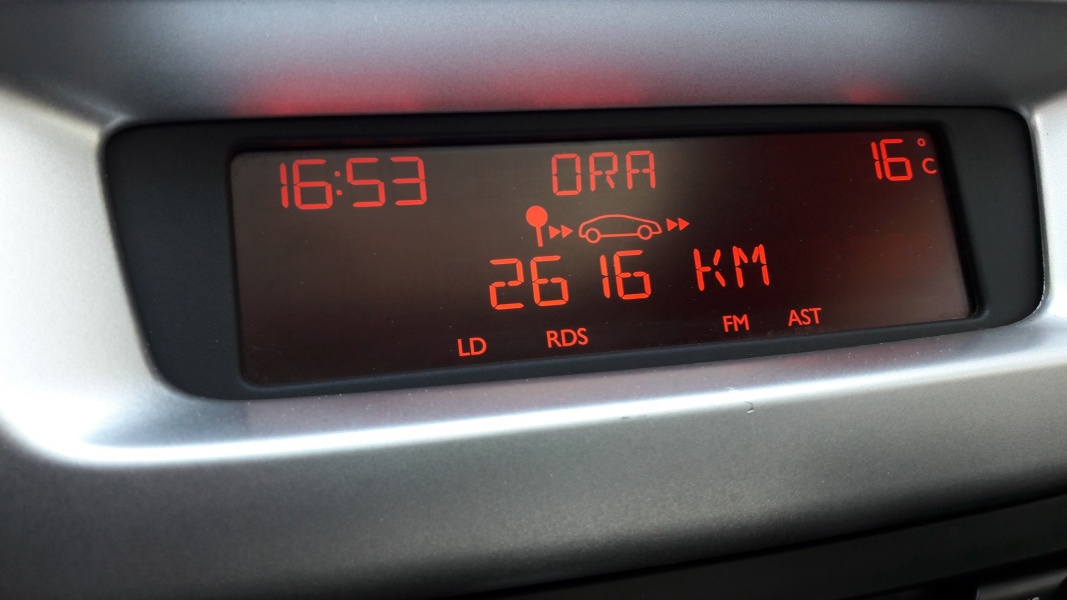 16:53 ORA 16°C
2616 KM
LD RDS FM AST